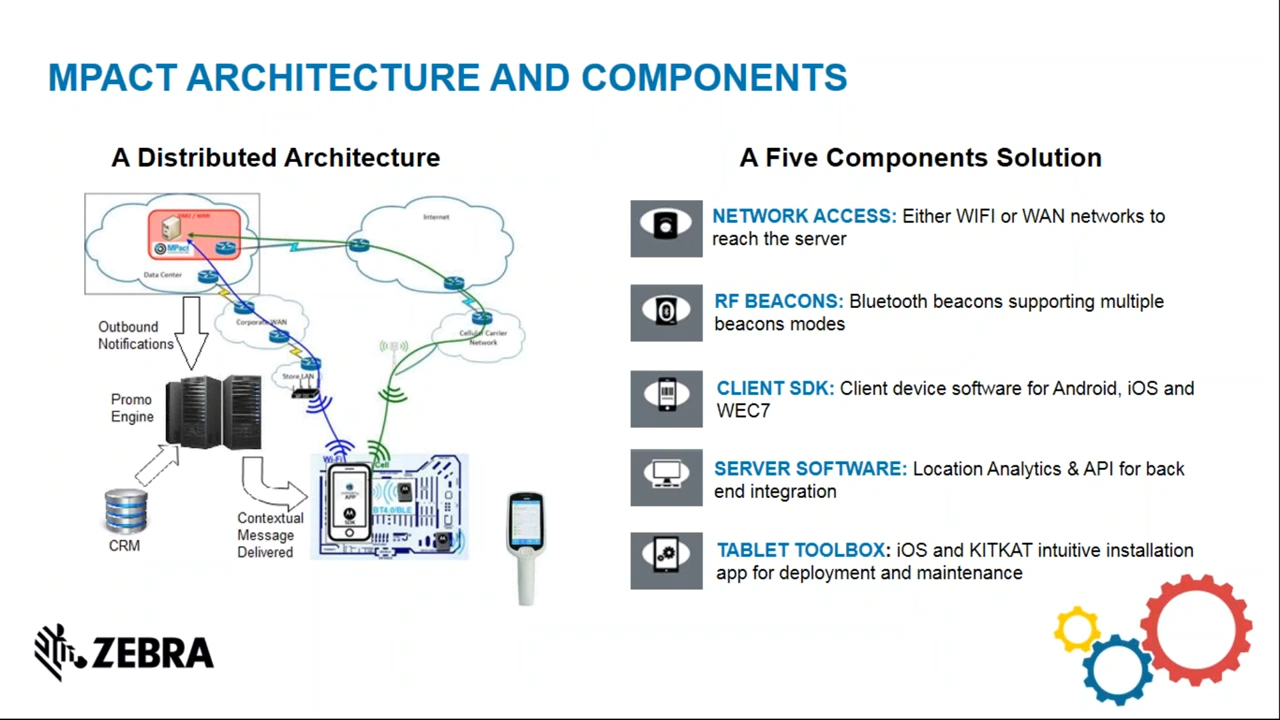 MPACT ARCHITECTURE AND COMPONENTS
A Distributed Architecture
Internet
MPact
Data Center
Corporate WAN
Cellular Carrier
Network
Store LAN
Outbound
Notifications
Promo
Engine
Wi-Fi
Cell
APP
SDK
BT4.0/BLE
CRM
Contextual
Message
Delivered
A Five Components Solution
NETWORK ACCESS: Either WIFI or WAN networks to
reach the server
RF BEACONS: Bluetooth beacons supporting multiple
beacons modes
CLIENT SDK: Client device software for Android, iOS and
WEC7
SERVER SOFTWARE: Location Analytics & API for back
end integration
TABLET TOOLBOX: iOS and KITKAT intuitive installation
app for deployment and maintenance
ZEBRA